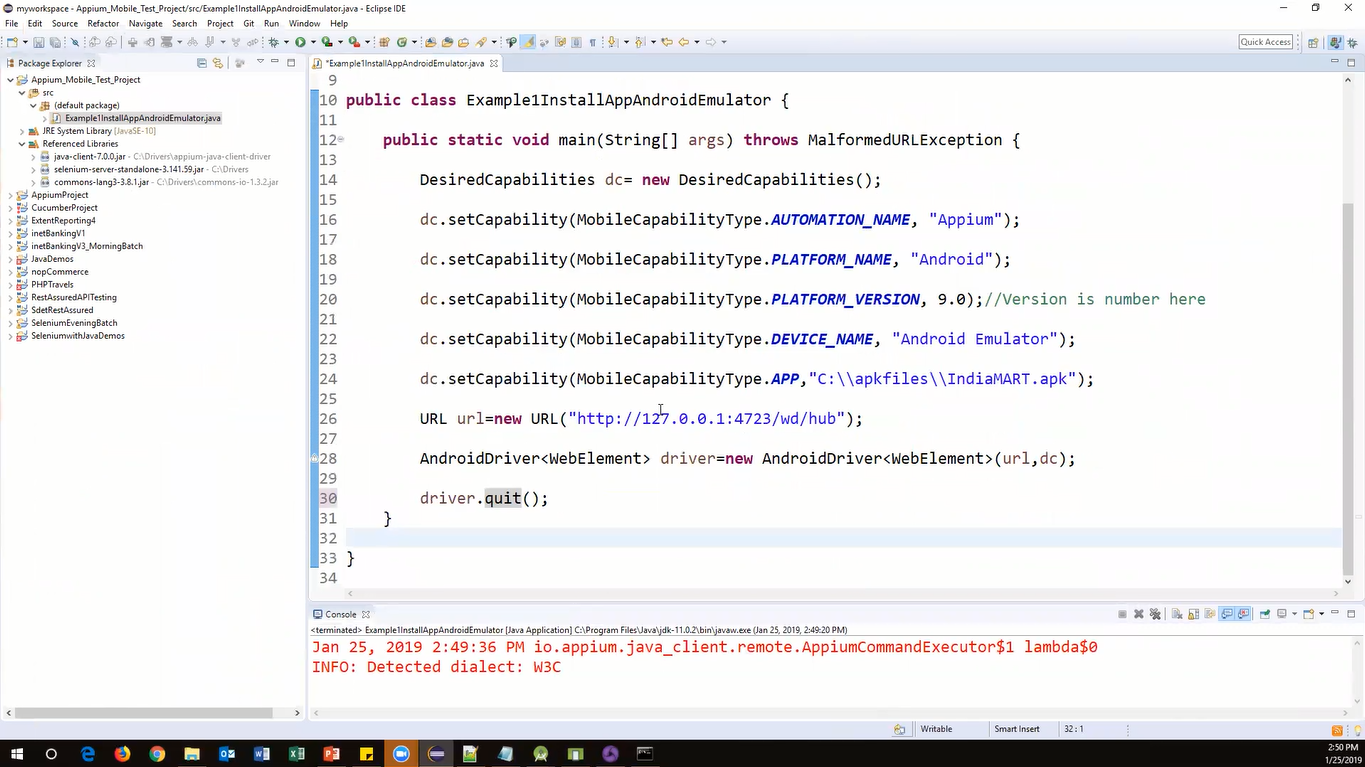 myworkspace - Appium_Mobile_Test_Project/src/Example1InstallAppAndroidEmulator.java - Eclipse IDE
File Edit Source Refactor Navigate Search Project Git Run Window Help
Quick Access
Package Explorer
Appium_Mobile_Test_Project
src
(default package)
Example1InstallAppAndroidEmulator.java
JRE System Library [JavaSE-10]
Referenced Libraries
java-client-7.0.0.jar - C:\Drivers\appium-java-client-driver
selenium-server-standalone-3.141.59.jar - C:\Drivers
commons-lang3-3.8.1.jar - C:\Drivers\commons-io-1.3.2.jar
AppiumProject
CucumberProject
ExtentReporting4
inetBankingV1
inetBankingV3_MorningBatch
JavaDemos
nopCommerce
PHPTravels
RestAssuredAPITesting
SdetRestAssured
SeleniumEveningBatch
SeleniumwithJavaDemos
*Example1InstallAppAndroidEmulator.java
9
10 public class Example1InstallAppAndroidEmulator {
11
12 public static void main(String[] args) throws MalformedURLException {
13
14 DesiredCapabilities dc= new DesiredCapabilities();
15
16 dc.setCapability(MobileCapabilityType.AUTOMATION_NAME, "Appium");
17
18 dc.setCapability(MobileCapabilityType.PLATFORM_NAME, "Android");
19
20 dc.setCapability(MobileCapabilityType.PLATFORM_VERSION, 9.0);//Version is number here
21
22 dc.setCapability(MobileCapabilityType.DEVICE_NAME, "Android Emulator");
23
24 dc.setCapability(MobileCapabilityType.APP,"C:\\apkfiles\\IndiaMART.apk");
25
26 URL url=new URL("http://127.0.0.1:4723/wd/hub");
27
28 AndroidDriver<WebElement> driver=new AndroidDriver<WebElement>(url,dc);
29
30 driver.quit();
31 }
32
33 }
34
Console
<terminated> Example1InstallAppAndroidEmulator [Java Application] C:\Program Files\Java\jdk-11.0.2\bin\javaw.exe (Jan 25, 2019, 2:49:20 PM)
Jan 25, 2019 2:49:36 PM io.appium.java_client.remote.AppiumCommandExecutor$1 lambda$0
INFO: Detected dialect: W3C
Writable Smart Insert 32 : 1
2:50 PM
1/25/2019